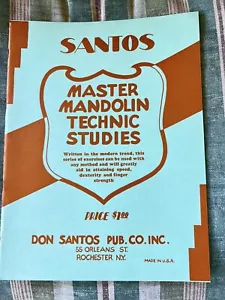 SANTOS
MASTER
MANDOLIN
TECHNIC
STUDIES
Written in the modern trend, this
series of exercises can be used with
any method and will greatly
aid in attaining speed,
dexterity and finger
strength
PRICE $1.00
DON SANTOS PUB. CO. INC.
55 ORLEANS ST.
ROCHESTER N.Y.
MADE IN U.S.A.